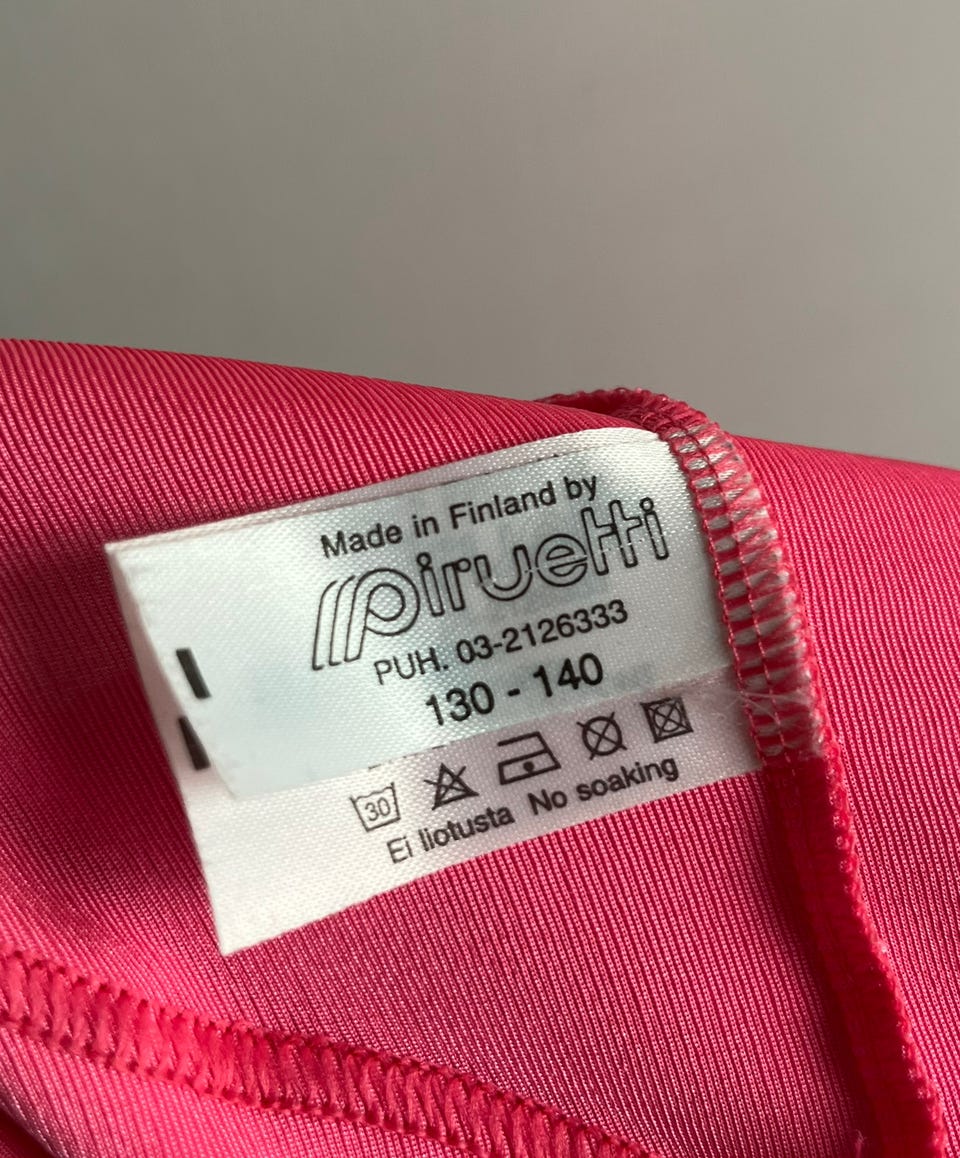 Made in Finland by
piruetti
PUH. 03-2126333
130 - 140
30
Ei liotusta No soaking